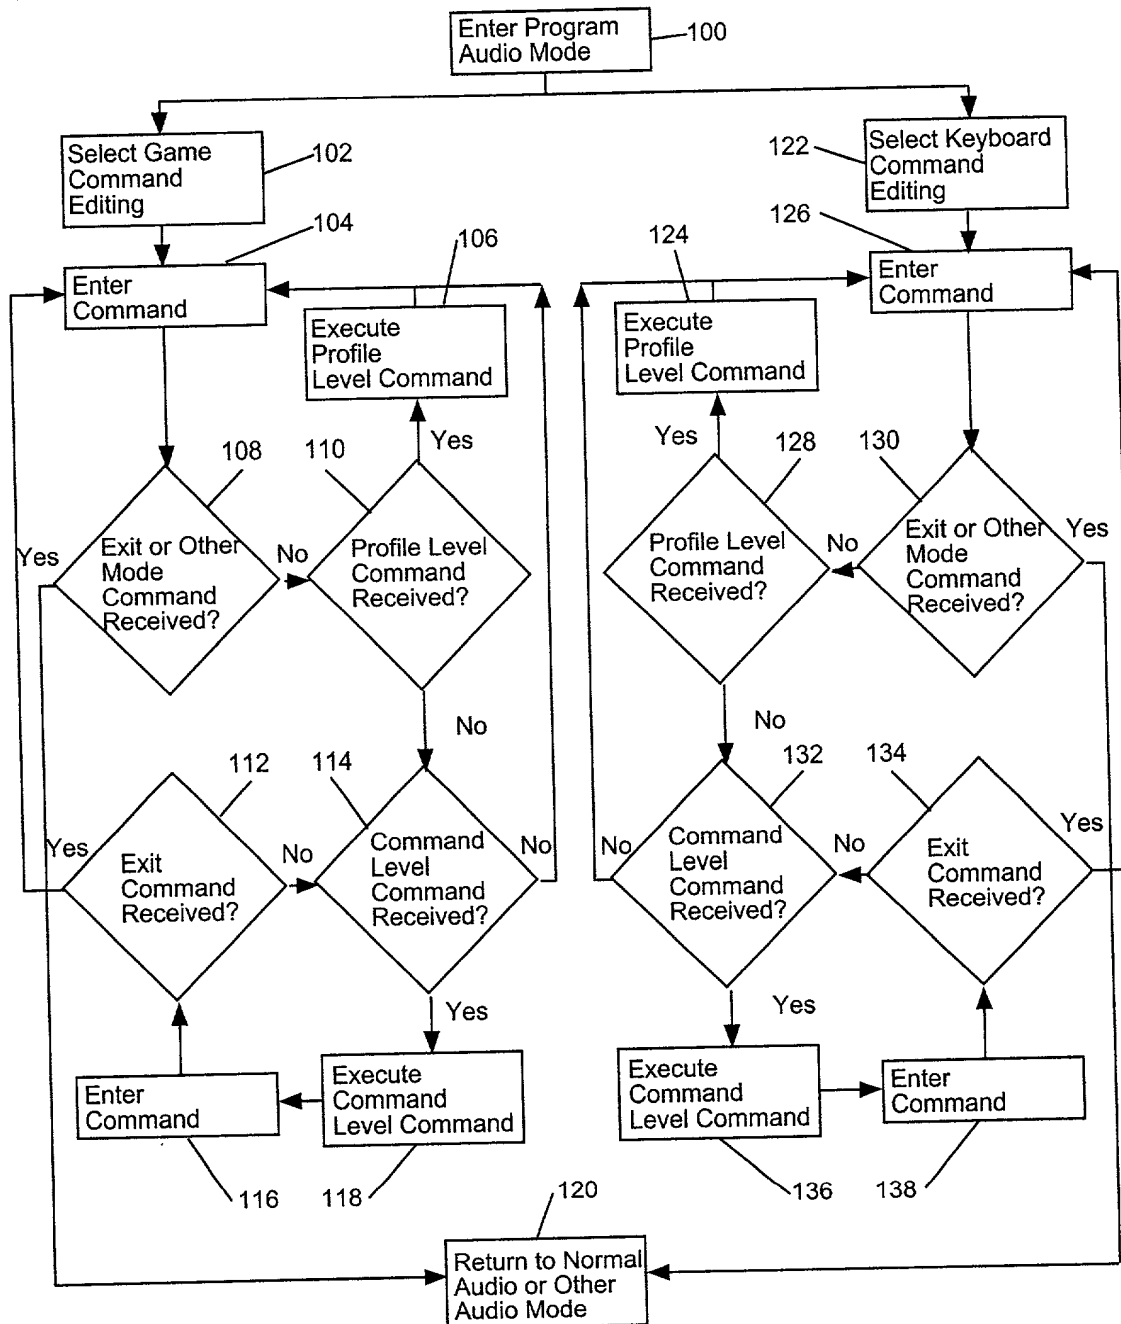 Enter Program
Audio Mode
100
Select Game
Command
Editing
102
122
Select Keyboard
Command
Editing
104
106
124
126
Enter
Command
Execute
Profile
Level Command
Execute
Profile
Level Command
Enter
Command
Yes
Yes
108
110
128
130
Yes
Exit or Other
Mode
Command
Received?
No
Profile Level
Command
Received?
Profile Level
Command
Received?
No
Exit or Other
Mode
Command
Received?
Yes
No
No
112
114
132
134
Yes
Exit
Command
Received?
No
Command
Level
Command
Received?
No
No
Command
Level
Command
Received?
No
Exit
Command
Received?
Yes
Yes
Yes
Enter
Command
Execute
Command
Level Command
Execute
Command
Level Command
Enter
Command
116
118
136
138
120
Return to Normal
Audio or Other
Audio Mode